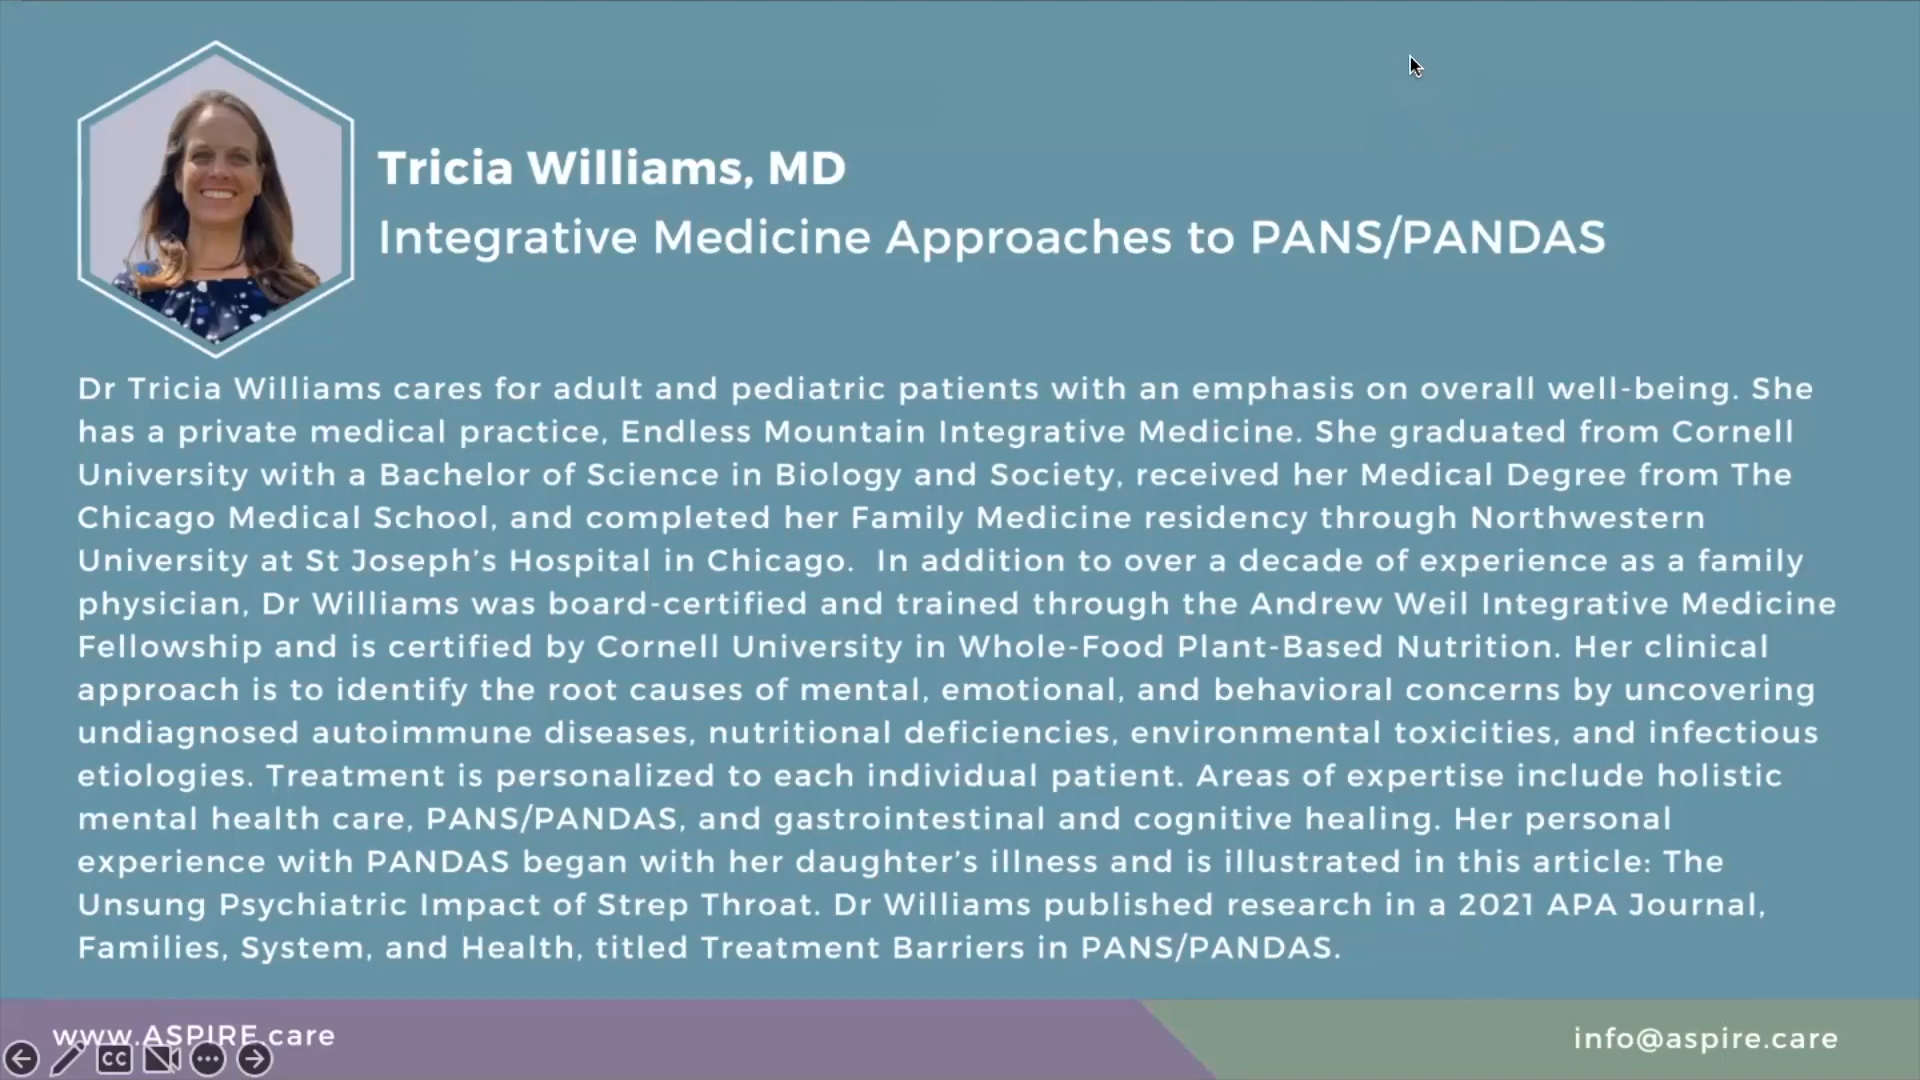 Tricia Williams, MD
Integrative Medicine Approaches to PANS/PANDAS
Dr Tricia Williams cares for adult and pediatric patients with an emphasis on overall well-being. She
has a private medical practice, Endless Mountain Integrative Medicine. She graduated from Cornell
University with a Bachelor of Science in Biology and Society, received her Medical Degree from The
Chicago Medical School, and completed her Family Medicine residency through Northwestern
University at St Joseph's Hospital in Chicago.  In addition to over a decade of experience as a family
physician, Dr Williams was board-certified and trained through the Andrew Weil Integrative Medicine
Fellowship and is certified by Cornell University in Whole-Food Plant-Based Nutrition. Her clinical
approach is to identify the root causes of mental, emotional, and behavioral concerns by uncovering
undiagnosed autoimmune diseases, nutritional deficiencies, environmental toxicities, and infectious
etiologies. Treatment is personalized to each individual patient. Areas of expertise include holistic
mental health care, PANS/PANDAS, and gastrointestinal and cognitive healing. Her personal
experience with PANDAS began with her daughter's illness and is illustrated in this article: The
Unsung Psychiatric Impact of Strep Throat. Dr Williams published research in a 2021 APA Journal,
Families, System, and Health, titled Treatment Barriers in PANS/PANDAS.
www.ASPIRE.care
info@aspire.care
CC